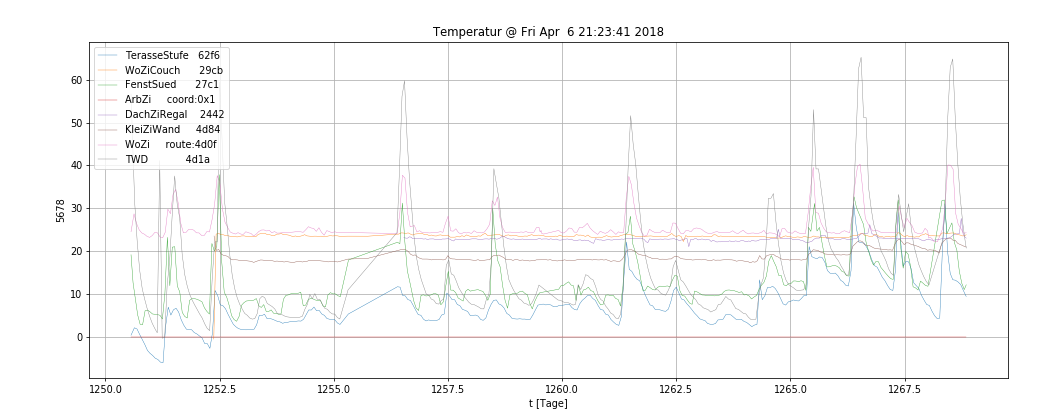 Temperatur @ Fri Apr  6 21:23:41 2018
TerasseStufe 62f6
WoZiCouch 29cb
FenstSued 27c1
ArbZi coord:0x1
DachZiRegal 2442
KleiZiWand 4d84
WoZi route:4d0f
TWD 4d1a
60
50
40
30
20
10
0
5678
1250.0 1252.5 1255.0 1257.5 1260.0 1262.5 1265.0 1267.5
t [Tage]